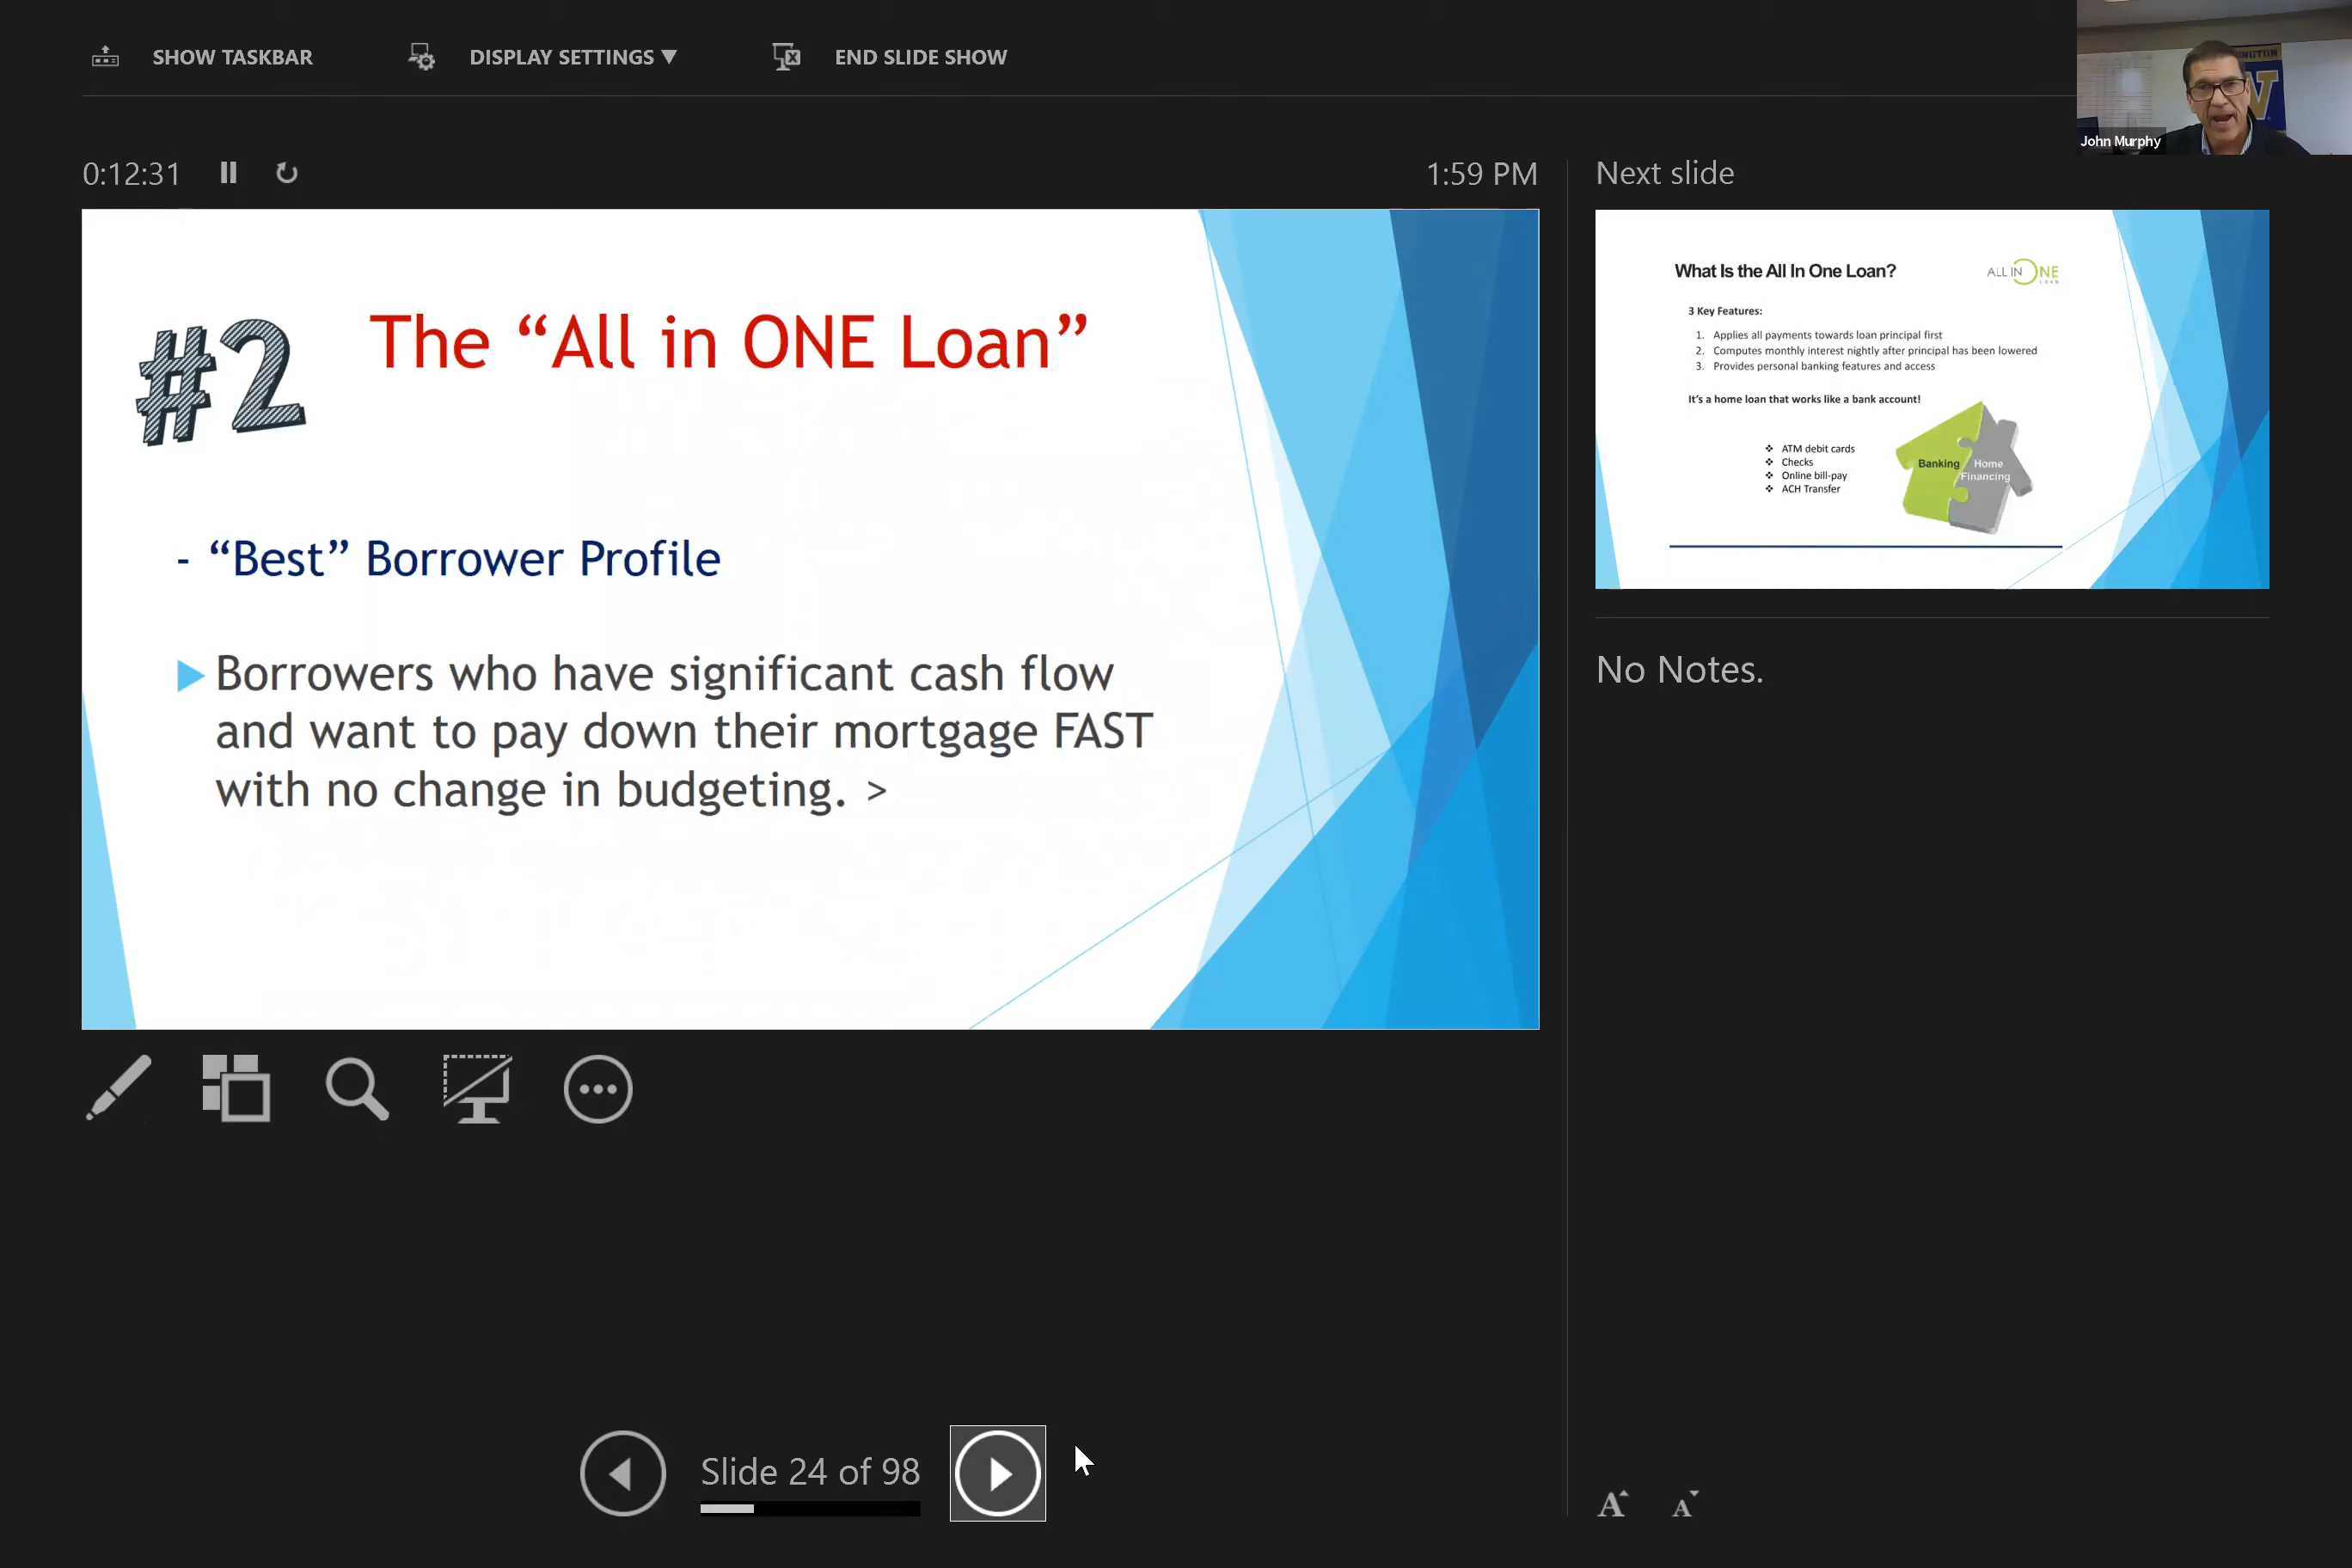 SHOW TASKBAR
DISPLAY SETTINGS ▼
END SLIDE SHOW
INGTON
W
John Murphy
0:12:31
1:59 PM
#2
The “All in ONE Loan”
- “Best” Borrower Profile
Borrowers who have significant cash flow
and want to pay down their mortgage FAST
with no change in budgeting. >
Next slide
What Is the All In One Loan?
ALL IN ONE
LOAN
3 Key Features:
1. Applies all payments towards loan principal first
2. Computes monthly interest nightly after principal has been lowered
3. Provides personal banking features and access
It’s a home loan that works like a bank account!
❖ ATM debit cards
❖ Checks
❖ Online bill-pay
❖ ACH Transfer
Banking
Home
Financing
No Notes.
Slide 24 of 98
A A